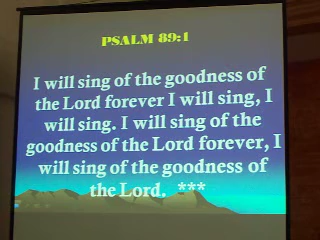 PSALM 89:1
I will sing of the goodness of
the Lord forever I will sing, I
will sing. I will sing of the
goodness of the Lord forever, I
will sing of the goodness of
the Lord. ***